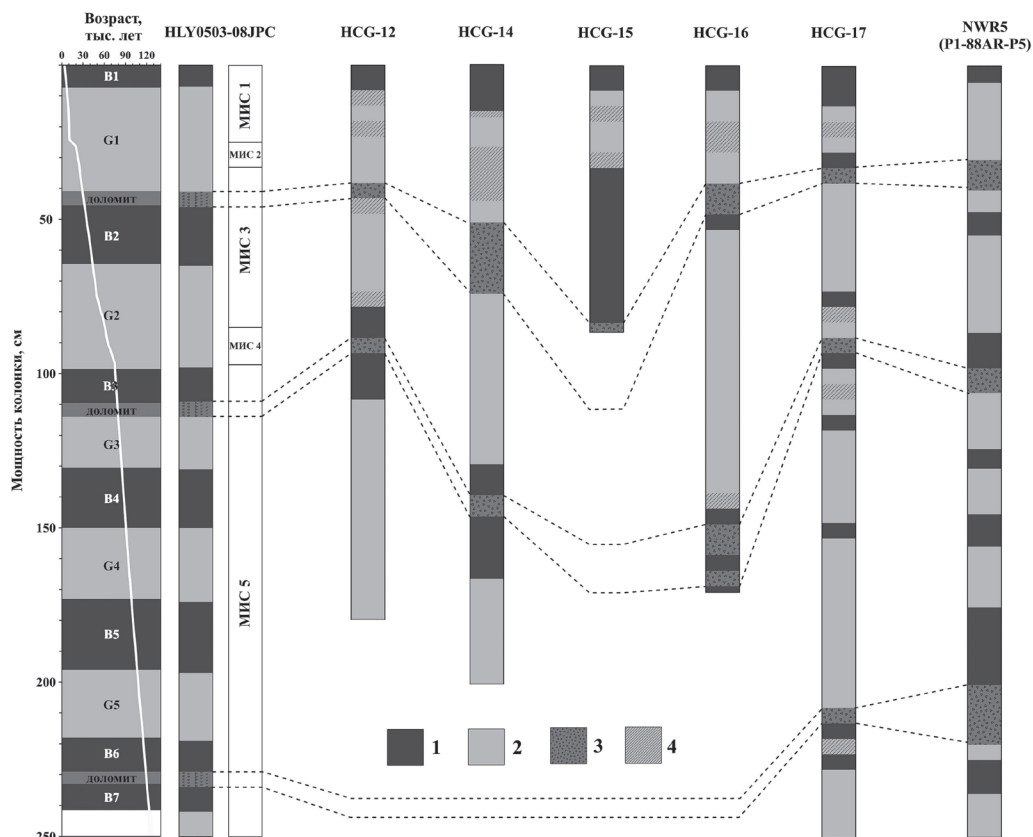 Возраст,
тыс. лет
0 30 60 90 120
HLY0503-08JPC
HCG-12
HCG-14
HCG-15
HCG-16
HCG-17
NWR5
(P1-88AR-P5)
Мощность колонки, см
50
100
150
200
250
B1
G1
доломит
B2
G2
B3
доломит
G3
B4
G4
B5
G5
B6
доломит
B7
МИС 1
МИС 2
МИС 3
МИС 4
МИС 5
1
2
3
4